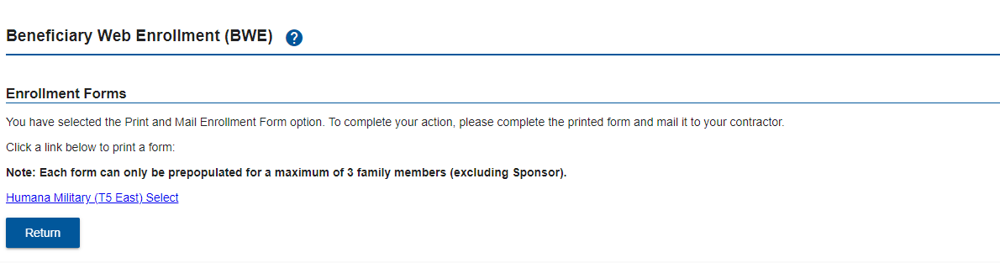 Beneficiary Web Enrollment (BWE) ?
Enrollment Forms
You have selected the Print and Mail Enrollment Form option. To complete your action, please complete the printed form and mail it to your contractor.
Click a link below to print a form:
Note: Each form can only be prepopulated for a maximum of 3 family members (excluding Sponsor).
Humana Military (T5 East) Select
Return